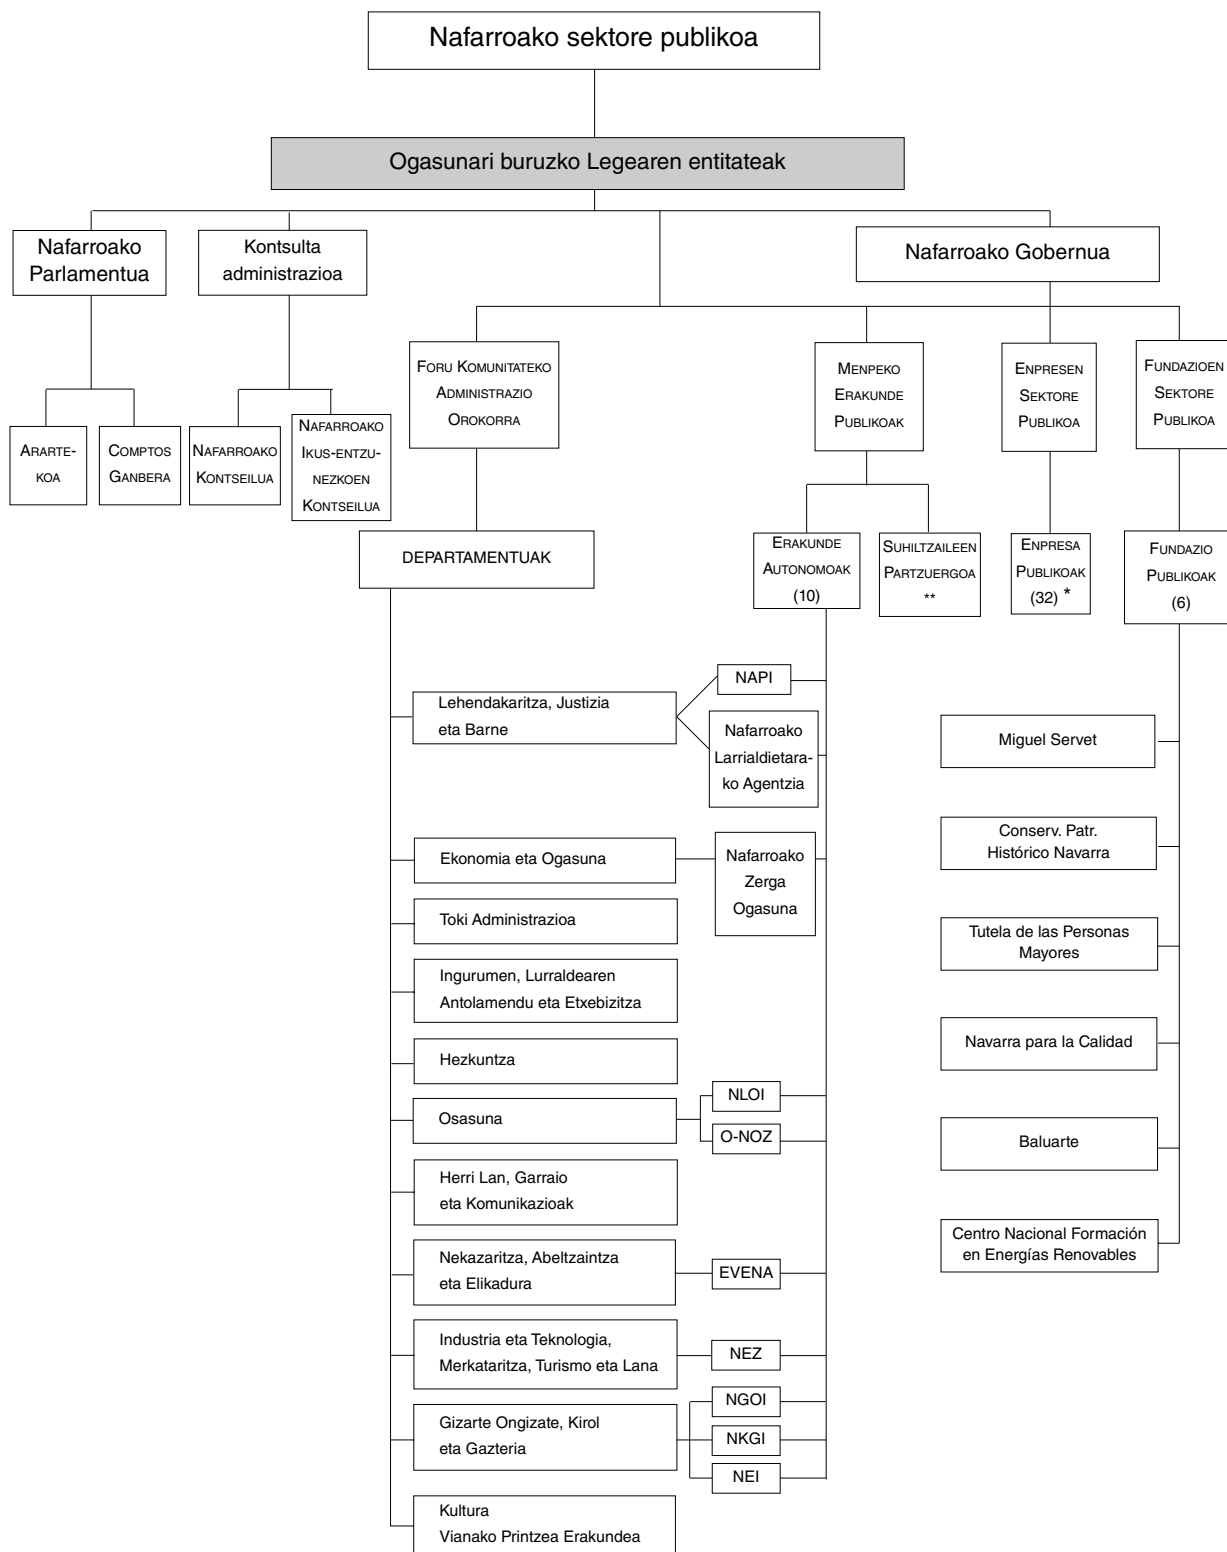 Nafarroako sektore publikoa
Ogasunari buruzko Legearen entitateak
Nafarroako
Parlamentua
Kontsulta
administrazioa
Nafarroako Gobernua
FORU KOMUNITATEKO
ADMINISTRAZIO
OROKORRA
MENPEKO
ERAKUNDE
PUBLIKOAK
ENPRESEN
SEKTORE
PUBLIKOA
FUNDAZIOEN
SEKTORE
PUBLIKOA
ARARTE-
KOA
COMPTOS
GANBERA
NAFARROAKO
KONTSEILUA
NAFARROAKO
IKUS-ENTZU-
NEZKOEN
KONTSEILUA
DEPARTAMENTUAK
ERAKUNDE
AUTONOMOAK
(10)
SUHILTZAILEEN
PARTZUERGOA
**
ENPRESA
PUBLIKOAK
(32) *
FUNDAZIO
PUBLIKOAK
(6)
Lehendakaritza, Justizia
eta Barne
NAPI
Nafarroako
Larrialdietara-
ko Agentzia
Ekonomia eta Ogasuna
Nafarroako
Zerga
Ogasuna
Toki Administrazioa
Ingurumen, Lurraldearen
Antolamendu eta Etxebizitza
Hezkuntza
Osasuna
NLOI
O-NOZ
Herri Lan, Garraio
eta Komunikazioak
Nekazaritza, Abeltzaintza
eta Elikadura
EVENA
Industria eta Teknologia,
Merkataritza, Turismo eta Lana
NEZ
Gizarte Ongizate, Kirol
eta Gazteria
NGOI
NKGI
NEI
Kultura
Vianako Printzea Erakundea
Miguel Servet
Conserv. Patr.
Histórico Navarra
Tutela de las Personas
Mayores
Navarra para la Calidad
Baluarte
Centro Nacional Formación
en Energías Renovables